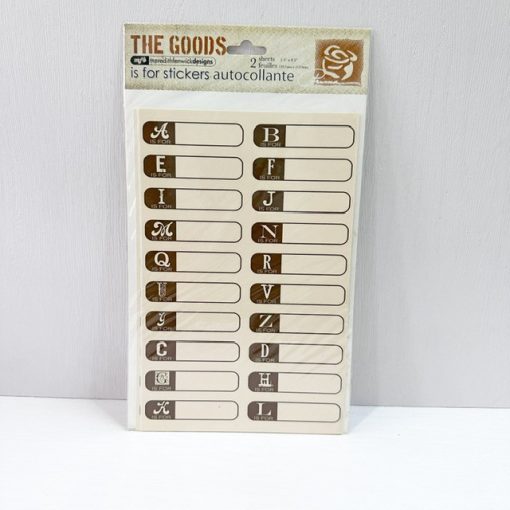 THE GOODS
mfd meredithfenwickdesigns
2 sheets
feuilles
is for stickers autocollante
A IS FOR B IS FOR
E IS FOR F IS FOR
I IS FOR J IS FOR
M IS FOR N IS FOR
Q IS FOR R IS FOR
U IS FOR V IS FOR
Y IS FOR Z IS FOR
C IS FOR D IS FOR
G IS FOR H IS FOR
K IS FOR L IS FOR